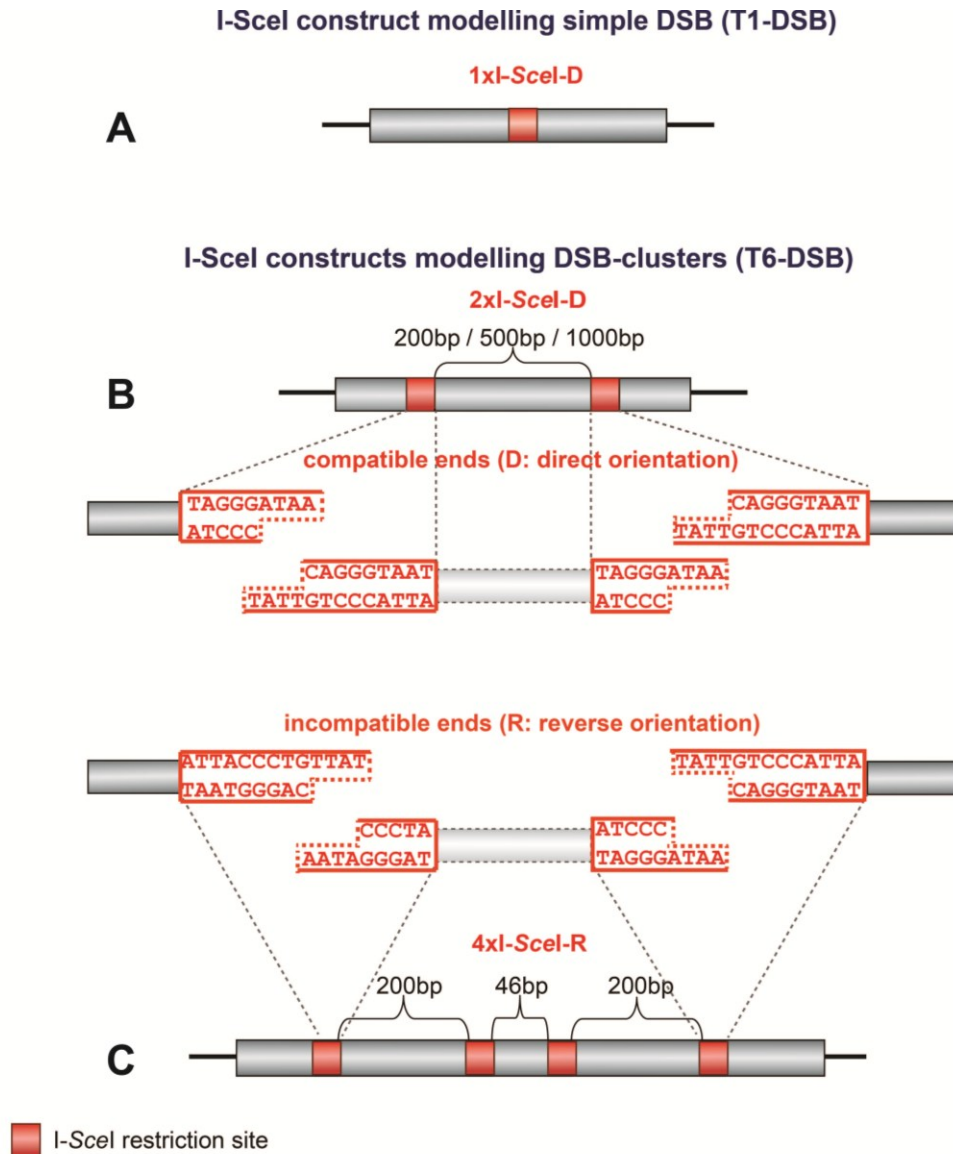 I-SceI construct modelling simple DSB (T1-DSB)
1xI-SceI-D
A
I-SceI constructs modelling DSB-clusters (T6-DSB)
2xI-SceI-D
200bp / 500bp / 1000bp
B
compatible ends (D: direct orientation)
TAGGGATAA CAGGGTAAT
ATCCC TATTGTCCCATTA
CAGGGTAAT TAGGGATAA
TATTGTCCCATTA ATCCC
incompatible ends (R: reverse orientation)
ATTACCCTGTTAT TATTGTCCCATTA
TAATGGGAC CAGGGTAAT
CCCTA ATCCC
AATAGGGAT TAGGGATAA
4xI-SceI-R
200bp 46bp 200bp
C
I-SceI restriction site